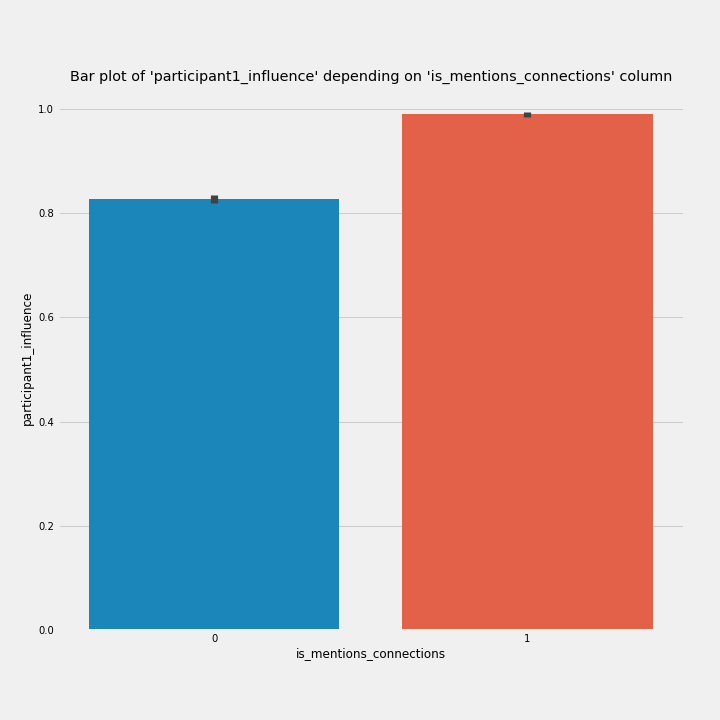 Bar plot of 'participant1_influence' depending on 'is_mentions_connections' column
1.0
0.8
0.6
0.4
0.2
0.0
participant1_influence
0
1
is_mentions_connections